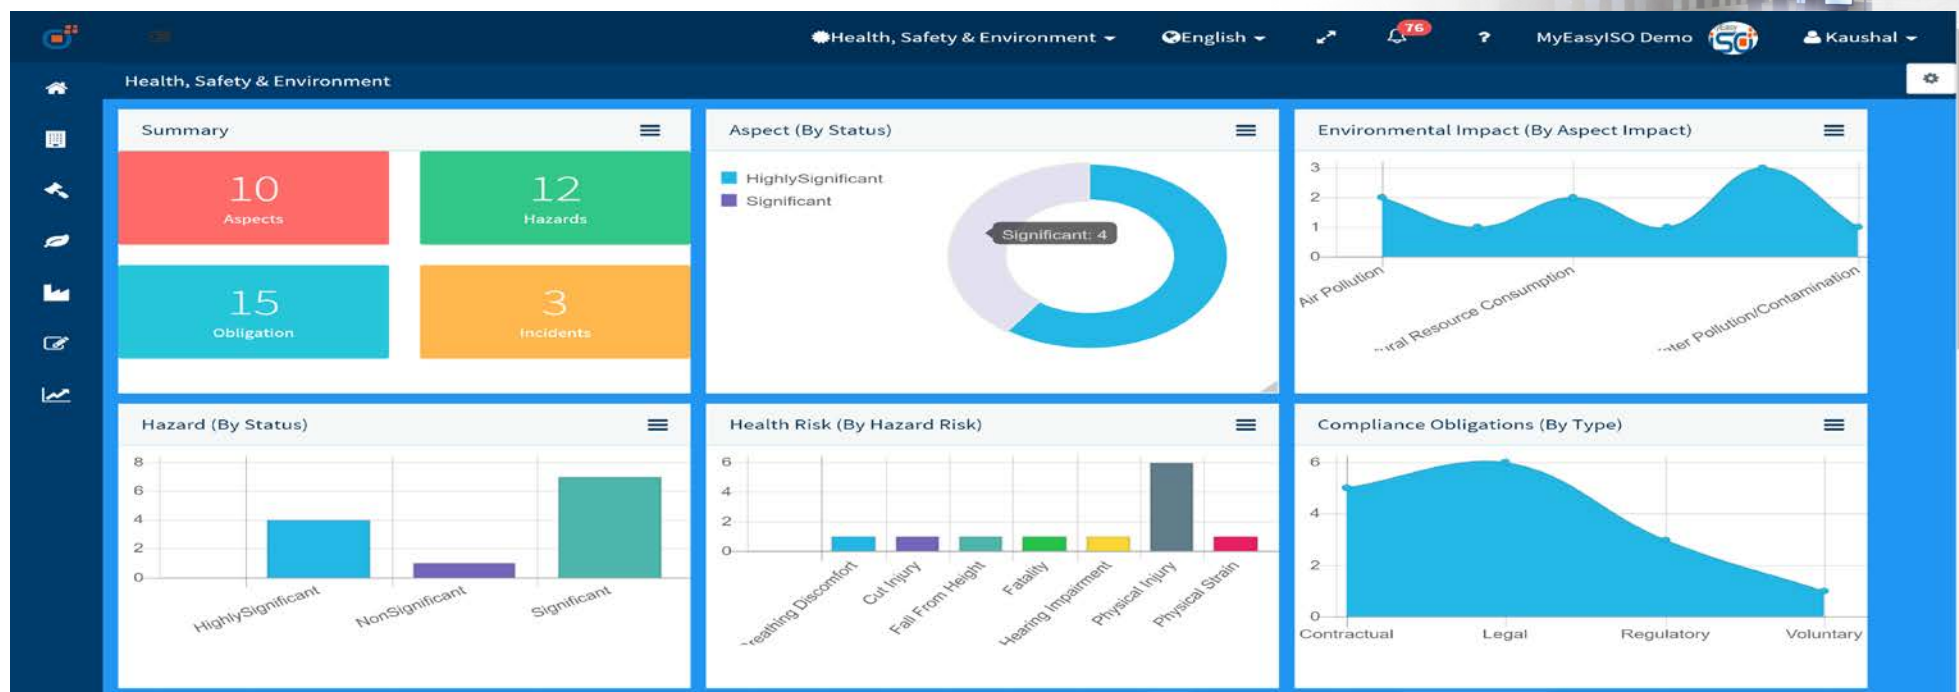 Health, Safety & Environment
English
76
?
MyEasyISO Demo
Kaushal
Health, Safety & Environment
Summary
10
Aspects
12
Hazards
15
Obligation
3
Incidents
Aspect (By Status)
HighlySignificant
Significant
Significant: 4
Environmental Impact (By Aspect Impact)
3
2
1
0
Air Pollution
Resource Consumption
Pollution/Contamination
Hazard (By Status)
8
6
4
2
0
HighlySignificant
NonSignificant
Significant
Health Risk (By Hazard Risk)
6
4
2
0
Discomfort
Cut Injury
Fall From Height
Fatality
Hearing Impairment
Physical Injury
Physical Strain
Compliance Obligations (By Type)
6
4
2
0
Contractual
Legal
Regulatory
Voluntary